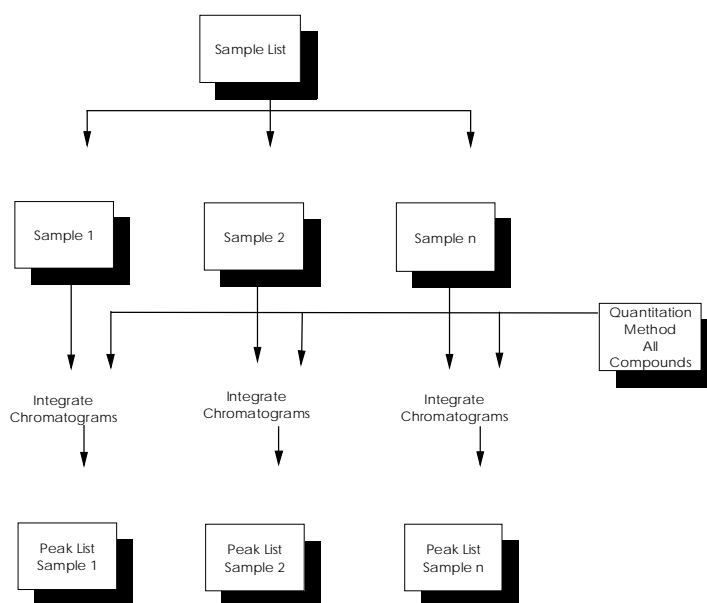 Sample List
Sample 1
Sample 2
Sample n
Quantitation
Method
All
Compounds
Integrate
Chromatograms
Integrate
Chromatograms
Integrate
Chromatograms
Peak List
Sample 1
Peak List
Sample 2
Peak List
Sample n